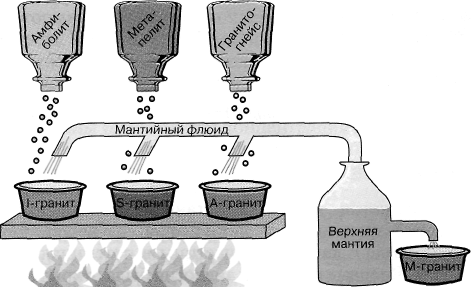 Амфи-
болит
Мета-
пелит
Гранито-
гнейс
Мантийный флюид
I-гранит
S-гранит
A-гранит
Верхняя
мантия
М-гранит